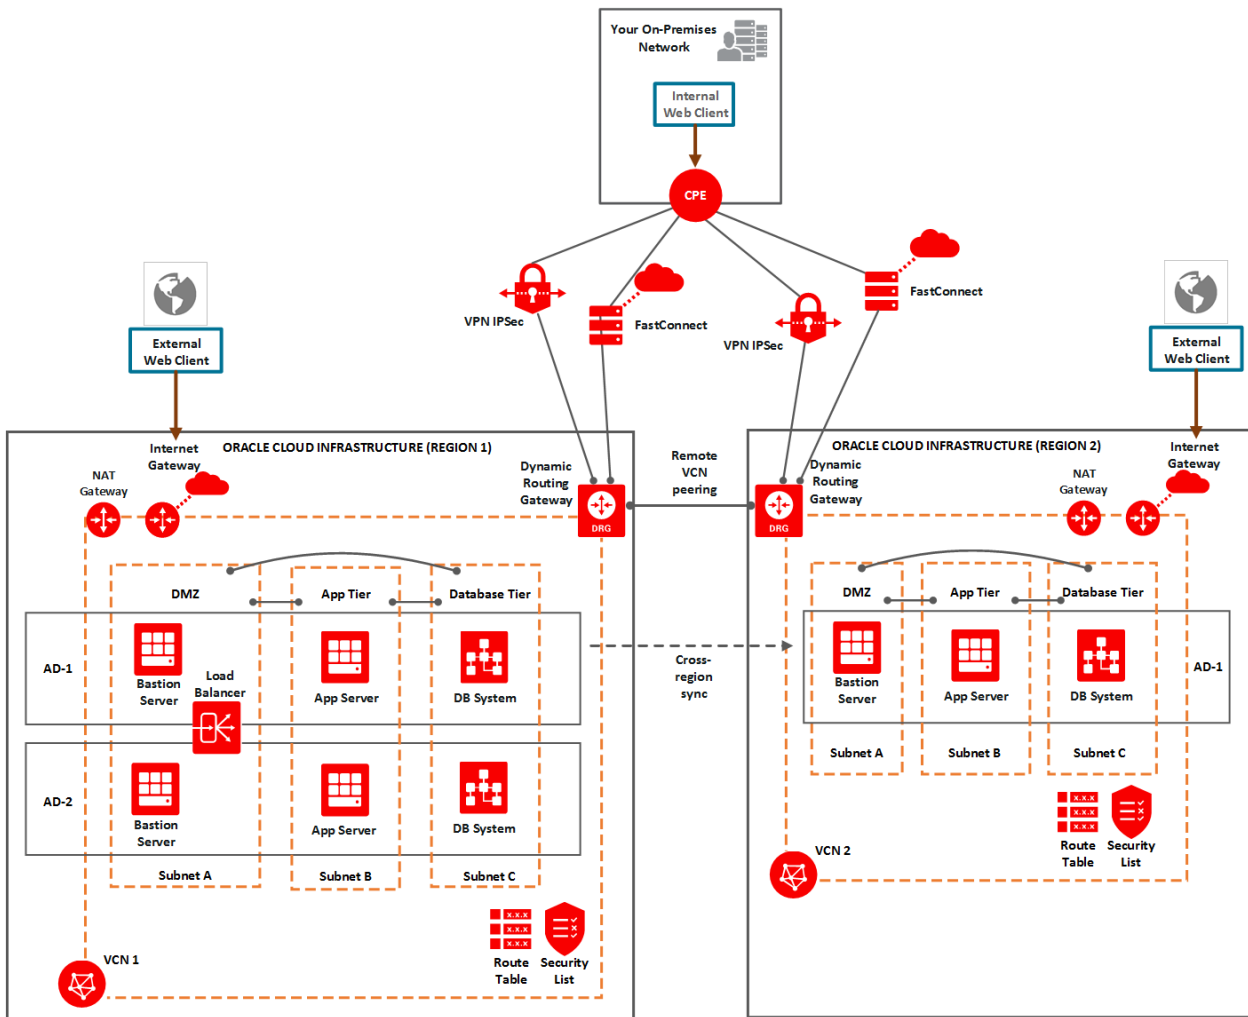 Your On-Premises
Network
Internal
Web Client
CPE
VPN IPSec
FastConnect
VPN IPSec
FastConnect
External
Web Client
External
Web Client
ORACLE CLOUD INFRASTRUCTURE (REGION 1)
Internet
Gateway
NAT
Gateway
Dynamic
Routing
Gateway
DRG
Remote
VCN
peering
DMZ
App Tier
Database Tier
AD-1
Bastion
Server
Load
Balancer
App Server
DB System
AD-2
Bastion
Server
App Server
DB System
Subnet A
Subnet B
Subnet C
x.x.x
x.x.x
x.x.x
Route
Table
Security
List
VCN 1
Cross-
region
sync
ORACLE CLOUD INFRASTRUCTURE (REGION 2)
Dynamic
Routing
Gateway
DRG
NAT
Gateway
Internet
Gateway
DMZ
App Tier
Database Tier
Bastion
Server
App Server
DB System
AD-1
Subnet A
Subnet B
Subnet C
x.x.x
x.x.x
x.x.x
Route
Table
Security
List
VCN 2